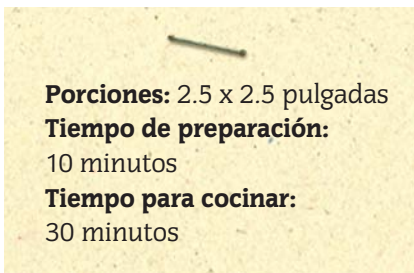 Porciones: 2.5 x 2.5 pulgadas
Tiempo de preparación:
10 minutos
Tiempo para cocinar:
30 minutos